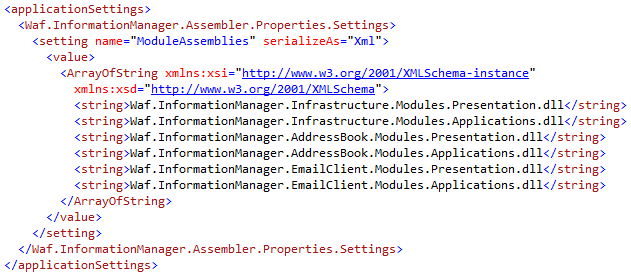 <applicationSettings>
  <Waf.InformationManager.Assembler.Properties.Settings>
    <setting name="ModuleAssemblies" serializeAs="Xml">
      <value>
        <ArrayOfString xmlns:xsi="http://www.w3.org/2001/XMLSchema-instance"
          xmlns:xsd="http://www.w3.org/2001/XMLSchema">
          <string>Waf.InformationManager.Infrastructure.Modules.Presentation.dll</string>
          <string>Waf.InformationManager.Infrastructure.Modules.Applications.dll</string>
          <string>Waf.InformationManager.AddressBook.Modules.Presentation.dll</string>
          <string>Waf.InformationManager.AddressBook.Modules.Applications.dll</string>
          <string>Waf.InformationManager.EmailClient.Modules.Presentation.dll</string>
          <string>Waf.InformationManager.EmailClient.Modules.Applications.dll</string>
        </ArrayOfString>
      </value>
    </setting>
  </Waf.InformationManager.Assembler.Properties.Settings>
</applicationSettings>